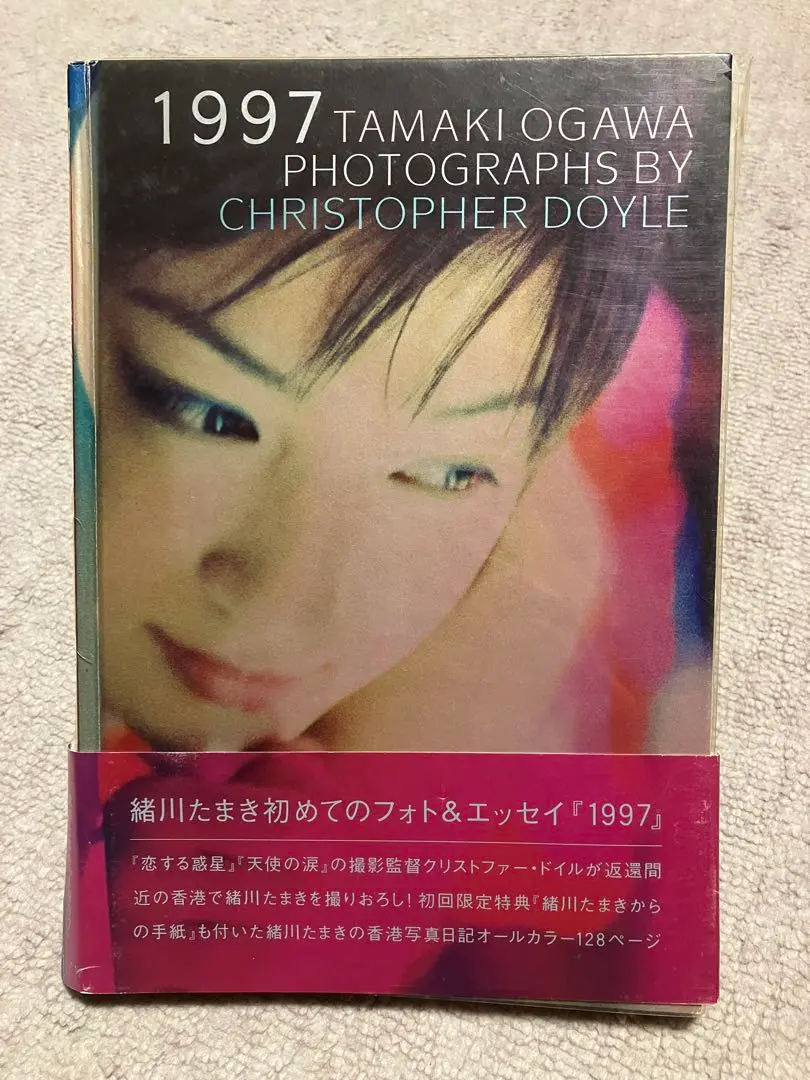 1997 TAMAKI OGAWA
PHOTOGRAPHS BY
CHRISTOPHER DOYLE
緒川たまき初めてのフォト&エッセイ『1997』
『恋する惑星』『天使の涙』の撮影監督クリストファー・ドイルが返還間
近の香港で緒川たまきを撮りおろし!初回限定特典『緒川たまきから
の手紙』も付いた緒川たまきの香港写真日記オールカラー128ページ